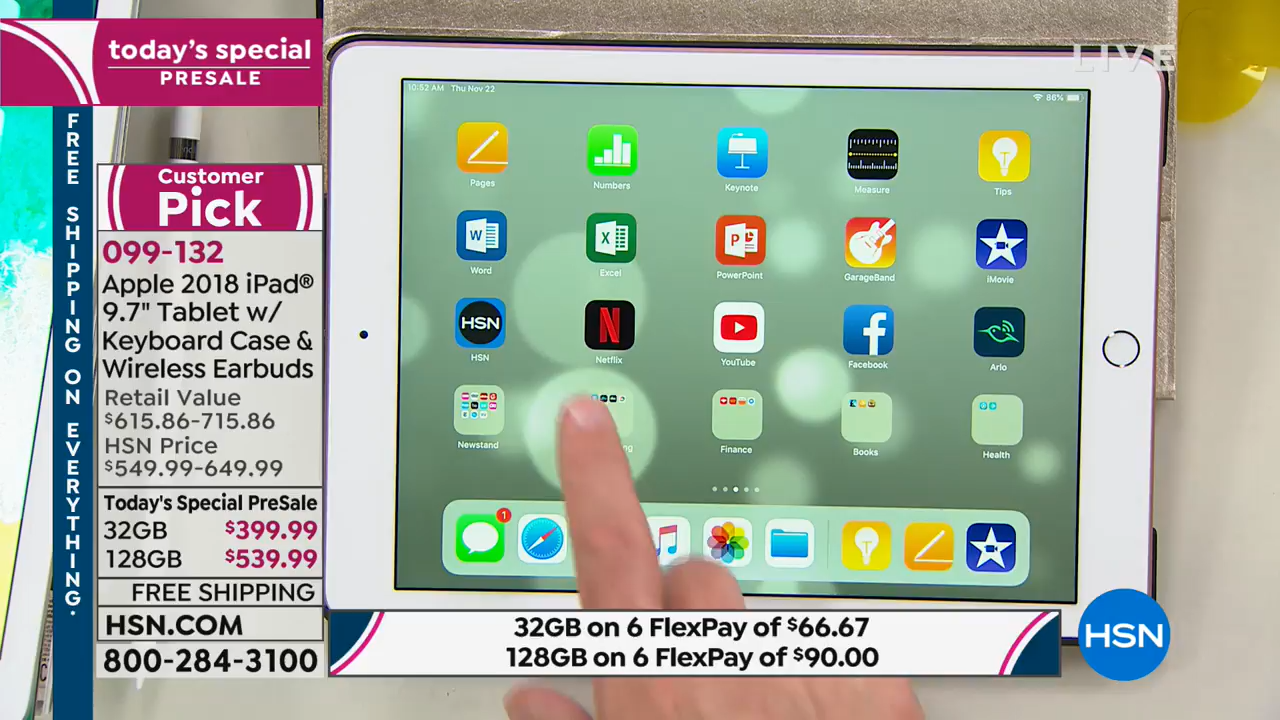 today's special
PRESALE
LIVE
FREE SHIPPING ON EVERYTHING.
Customer
Pick
099-132
Apple 2018 iPad®
9.7" Tablet w/
Keyboard Case &
Wireless Earbuds
Retail Value
$615.86-715.86
HSN Price
$549.99-649.99
Today's Special PreSale
32GB $399.99
128GB $539.99
FREE SHIPPING
HSN.COM
800-284-3100
10:52 AM Thu Nov 22
86%
Pages Numbers Keynote Measure Tips
W X P
Word Excel PowerPoint GarageBand iMovie
HSN N f
HSN Netflix YouTube Facebook Arlo
Newstand Finance Books Health
1
32GB on 6 FlexPay of $66.67
128GB on 6 FlexPay of $90.00
HSN